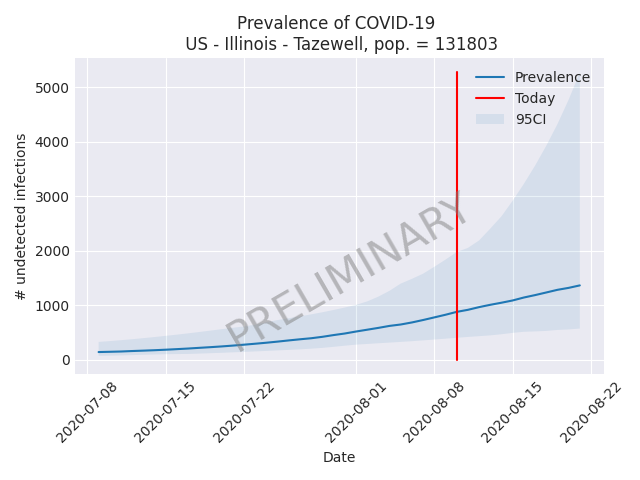 Prevalence of COVID-19
US - Illinois - Tazewell, pop. = 131803
Prevalence
Today
95CI
5000
4000
3000
2000
1000
0
# undetected infections
PRELIMINARY
2020-07-08
2020-07-15
2020-07-22
2020-08-01
2020-08-08
2020-08-15
2020-08-22
Date